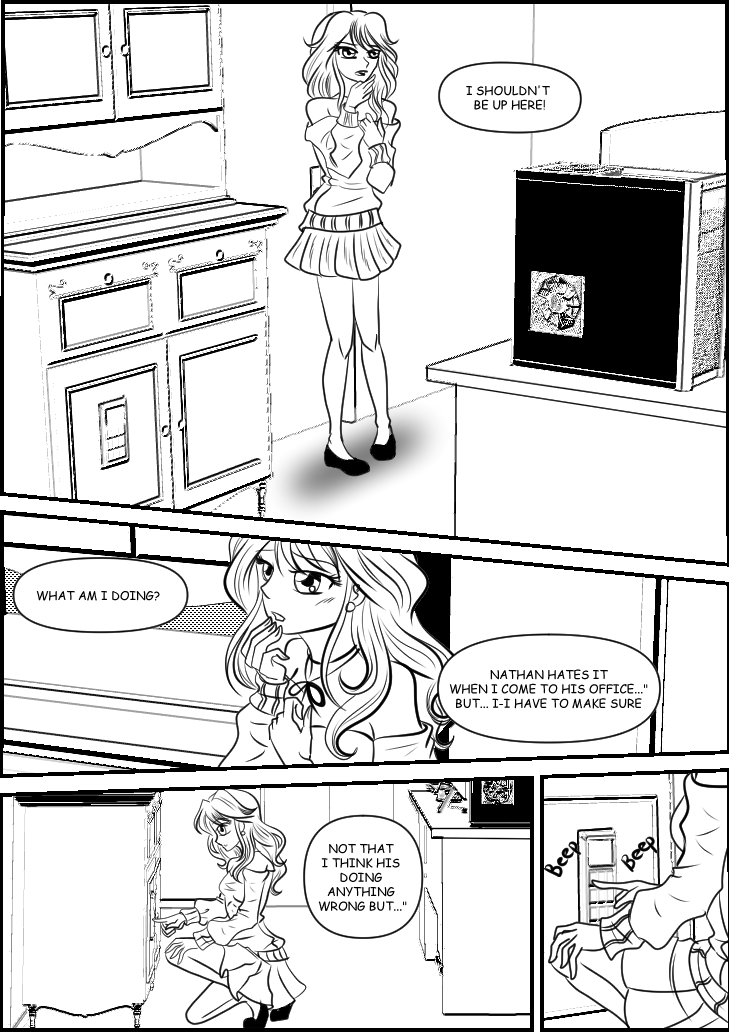 I SHOULDN'T
BE UP HERE!
WHAT AM I DOING?
NATHAN HATES IT
WHEN I COME TO HIS OFFICE..."
BUT... I-I HAVE TO MAKE SURE
NOT THAT
I THINK HIS
DOING
ANYTHING
WRONG BUT..."
Beep
Beep